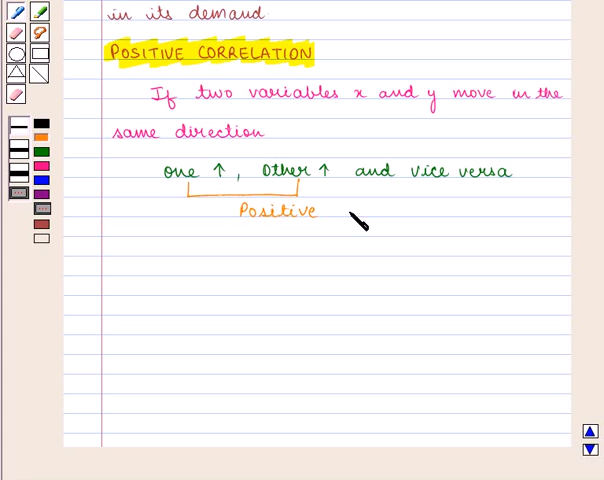 in its demand
POSITIVE CORRELATION
If two variables x and y move in the
same direction
One ↑, Other ↑ and vice versa
Positive